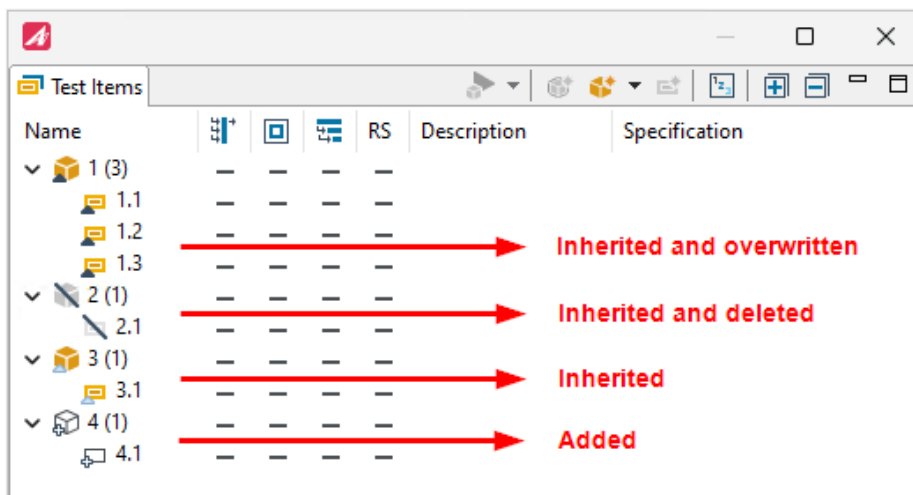 Test Items
Name RS Description Specification
1 (3)
1.1
1.2
Inherited and overwritten
1.3
2 (1)
Inherited and deleted
2.1
3 (1)
Inherited
3.1
4 (1)
Added
4.1